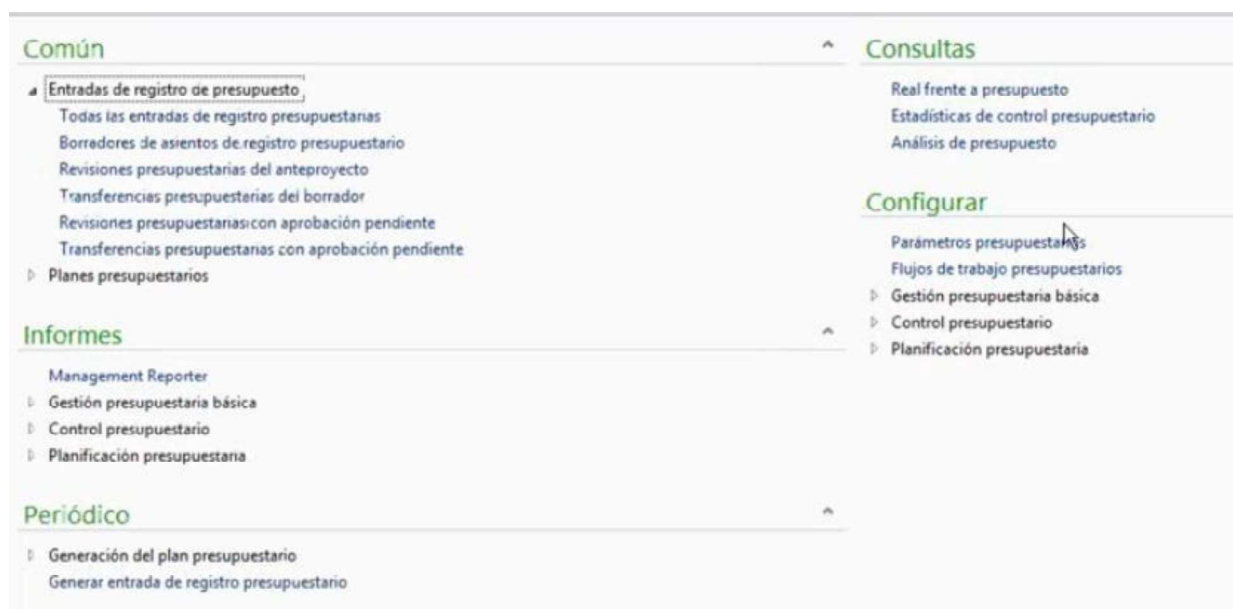 Común
Entradas de registro de presupuesto
Todas las entradas de registro presupuestarias
Borradores de asientos de registro presupuestario
Revisiones presupuestarias del anteproyecto
Transferencias presupuestarias del borrador
Revisiones presupuestarias con aprobación pendiente
Transferencias presupuestarias con aprobación pendiente
Planes presupuestarios
Informes
Management Reporter
Gestión presupuestaria básica
Control presupuestario
Planificación presupuestaria
Periódico
Generación del plan presupuestario
Generar entrada de registro presupuestario
Consultas
Real frente a presupuesto
Estadísticas de control presupuestario
Análisis de presupuesto
Configurar
Parámetros presupuestarios
Flujos de trabajo presupuestarios
Gestión presupuestaria básica
Control presupuestario
Planificación presupuestaria